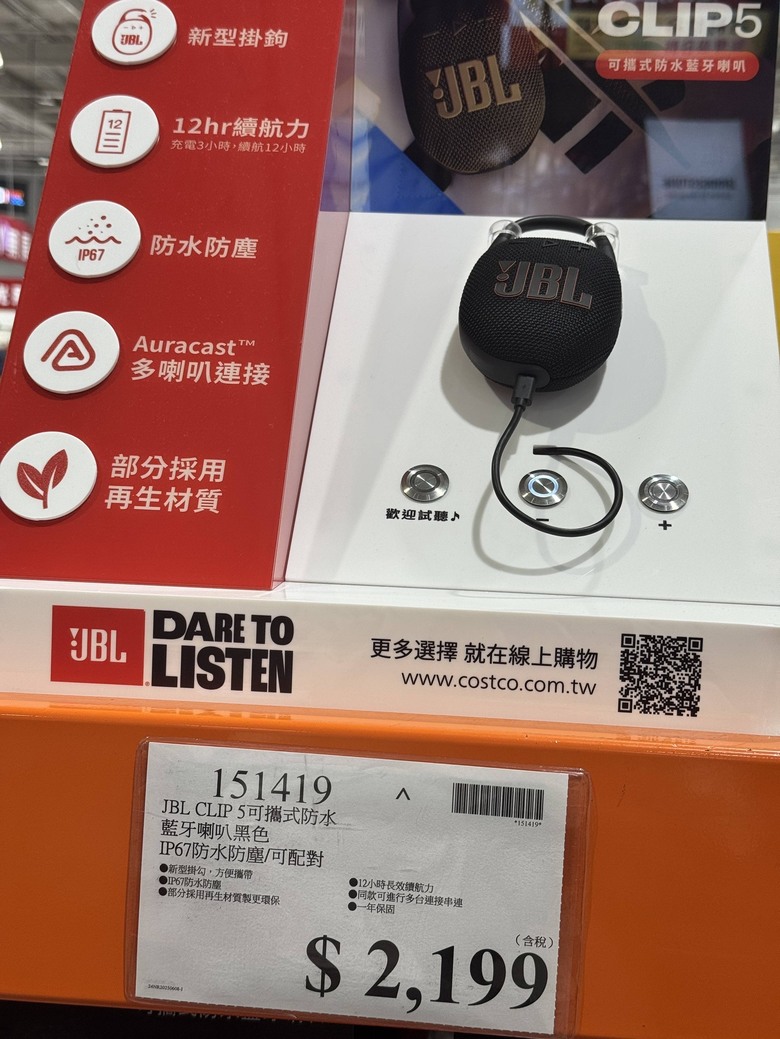 JBL
新型掛鉤
12
12hr續航力
充電3小時,續航12小時
IP67
防水防塵
Auracast™
多喇叭連接
部分採用
再生材質
CLIP5
可攜式防水藍牙喇叭
JBL
JBL
歡迎試聽♪
−
+
JBL
DARE TO
LISTEN
更多選擇 就在線上購物
www.costco.com.tw
151419
^
*151419*
JBL CLIP 5可攜式防水
藍牙喇叭黑色
IP67防水防塵/可配對
●新型掛勾,方便攜帶
●IP67防水防塵
●部分採用再生材質製更環保
●12小時長效續航力
●同款可進行多台連接串連
●一年保固
(含稅)
$ 2,199